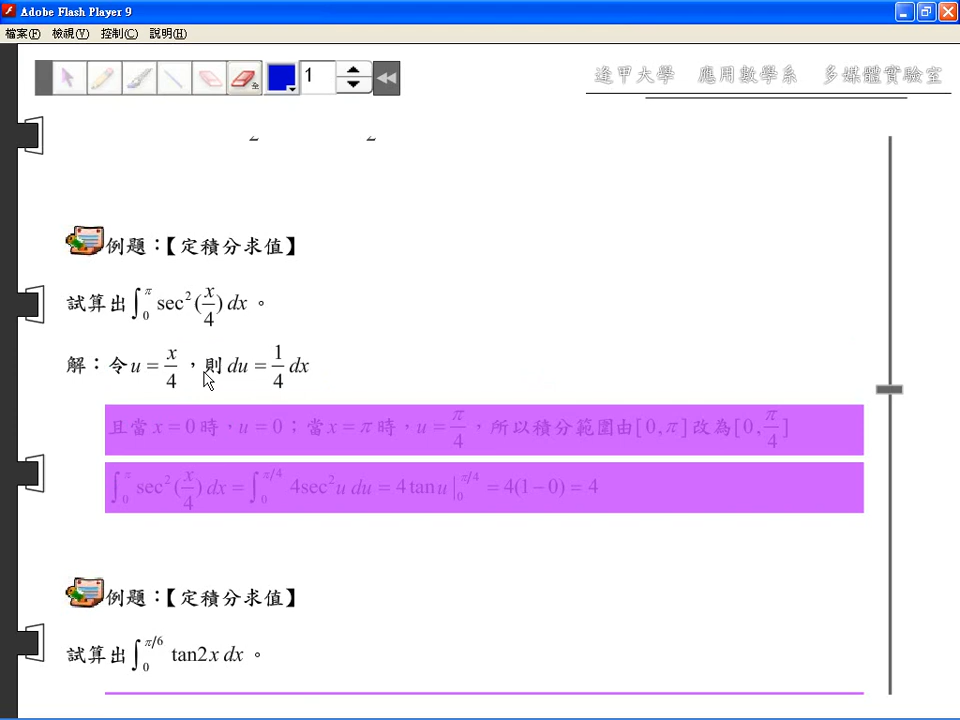 Adobe Flash Player 9
檔案(F) 檢視(V) 控制(C) 說明(H)
1
逢甲大學 應用數學系 多媒體實驗室
例題：【定積分求值】
試算出∫₀^π sec²(x/4) dx。
解：令 u = x/4，則 du = 1/4 dx
且當 x = 0 時，u = 0；當 x = π 時，u = π/4，所以積分範圍由[0,π]改為[0,π/4]
∫₀^π sec²(x/4) dx = ∫₀^{π/4} 4sec²u du = 4 tan u |₀^{π/4} = 4(1−0) = 4
例題：【定積分求值】
試算出∫₀^{π/6} tan2x dx。